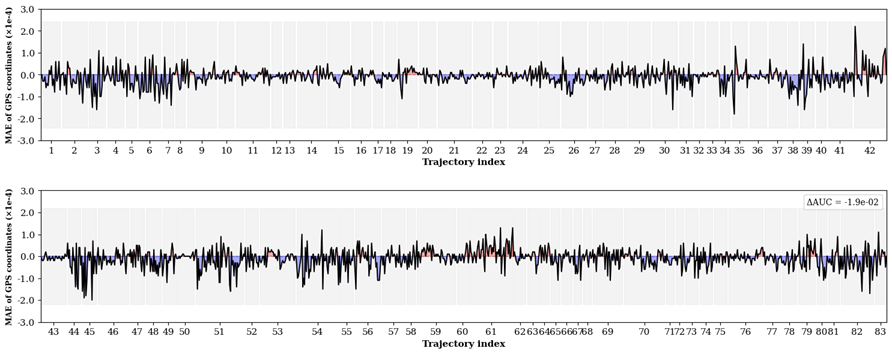 MAE of GPS coordinates (×1e-4)
3.0
2.0
1.0
0.0
-1.0
-2.0
-3.0
1 2 3 4 5 6 7 8 9 10 11 12 13 14 15 16 17 18 19 20 21 22 23 24 25 26 27 28 29 30 31 32 33 34 35 36 37 38 39 40 41 42
Trajectory index
MAE of GPS coordinates (×1e-4)
3.0
2.0
1.0
0.0
-1.0
-2.0
-3.0
ΔAUC = -1.9e-02
43 44 45 46 47 48 49 50 51 52 53 54 55 56 57 58 59 60 61 62 63 64 65 66 67 68 69 70 71 72 73 74 75 76 77 78 79 80 81 82 83
Trajectory index